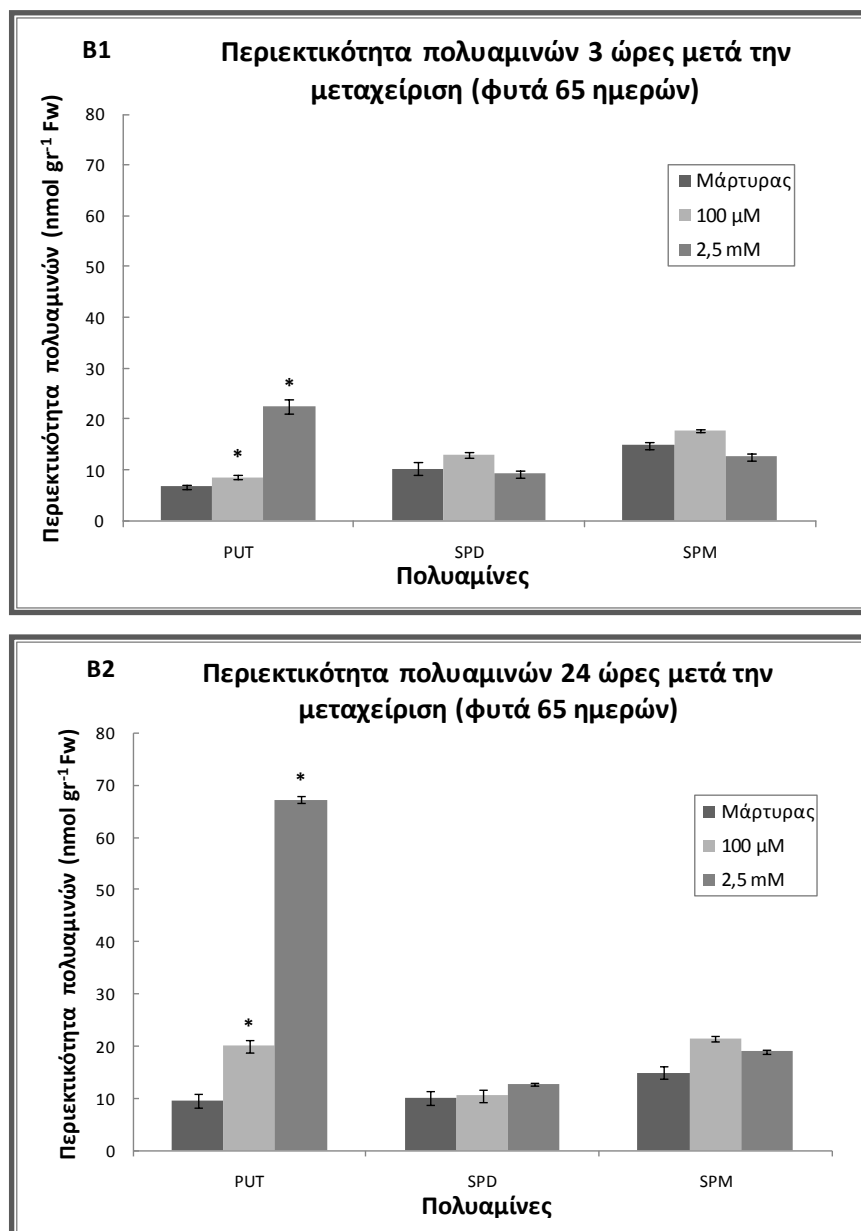 B1
Περιεκτικότητα πολυαμινών 3 ώρες μετά την
μεταχείριση (φυτά 65 ημερών)
Περιεκτικότητα πολυαμινών (nmol gr⁻¹ Fw)
80
70
60
50
40
30
20
10
0
Μάρτυρας
100 μM
2,5 mM
*
*
PUT
SPD
SPM
Πολυαμίνες
B2
Περιεκτικότητα πολυαμινών 24 ώρες μετά την
μεταχείριση (φυτά 65 ημερών)
Περιεκτικότητα πολυαμινών (nmol gr⁻¹ Fw)
80
70
60
50
40
30
20
10
0
Μάρτυρας
100 μM
2,5 mM
*
*
PUT
SPD
SPM
Πολυαμίνες